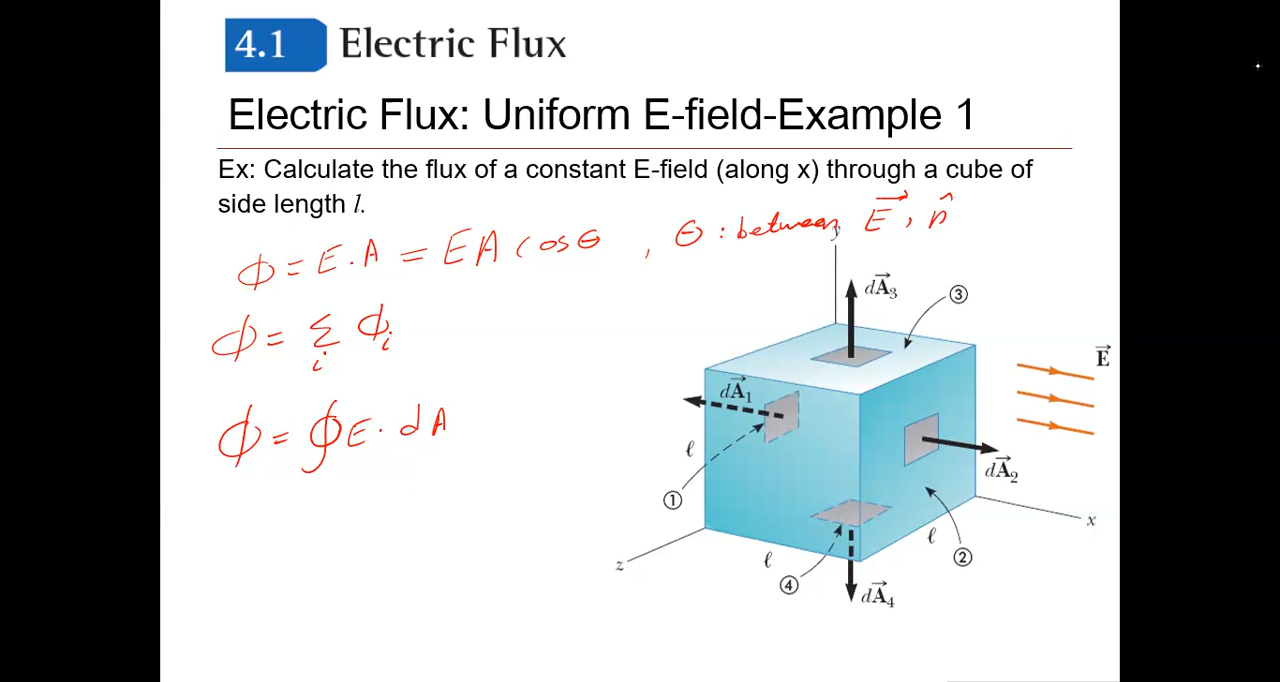 4.1 Electric Flux
Electric Flux: Uniform E-field-Example 1
Ex: Calculate the flux of a constant E-field (along x) through a cube of
side length l.
ϕ = E · A = EA cos θ , θ : between E⃗, n̂
ϕ = Σ ϕᵢ
i
ϕ = ∮ E · dA
y
dA⃗₃
③
E⃗
dA⃗₁
ℓ
dA⃗₂
①
x
ℓ
②
z
ℓ
④
dA⃗₄